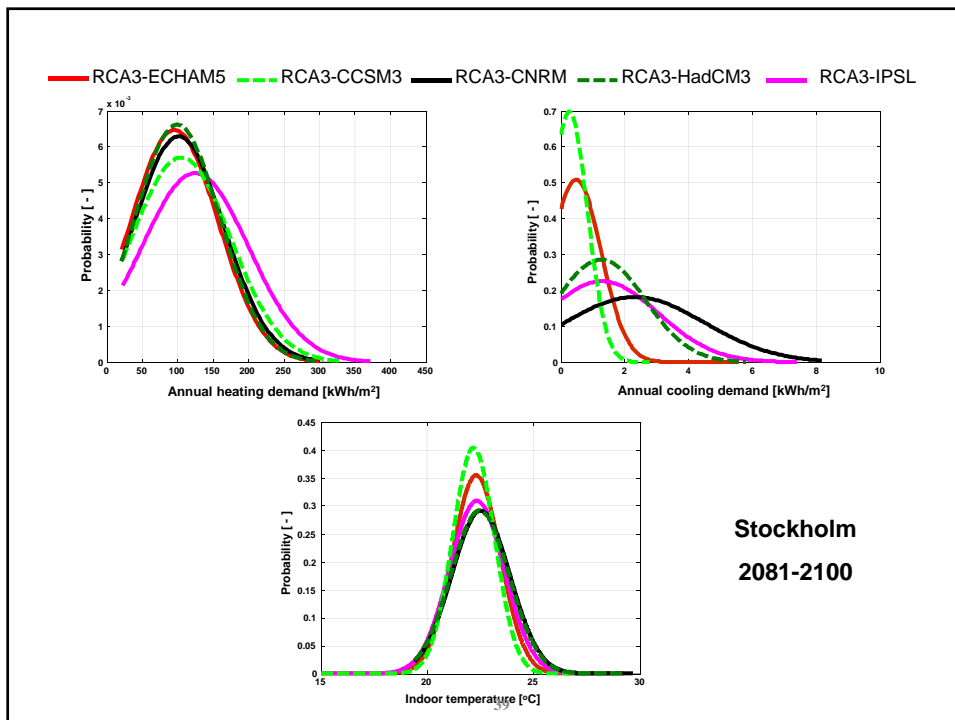 RCA3-ECHAM5 RCA3-CCSM3 RCA3-CNRM RCA3-HadCM3 RCA3-IPSL
x 10⁻³
7
6
5
4
3
2
1
0
Probability [ - ]
0 50 100 150 200 250 300 350 400 450
Annual heating demand [kWh/m²]
0.7
0.6
0.5
0.4
0.3
0.2
0.1
0
Probability [ - ]
0 2 4 6 8 10
Annual cooling demand [kWh/m²]
0.45
0.4
0.35
0.3
0.25
0.2
0.15
0.1
0.05
0
Probability [ - ]
15 20 25 30
Indoor temperature [°C]
Stockholm
2081-2100
39